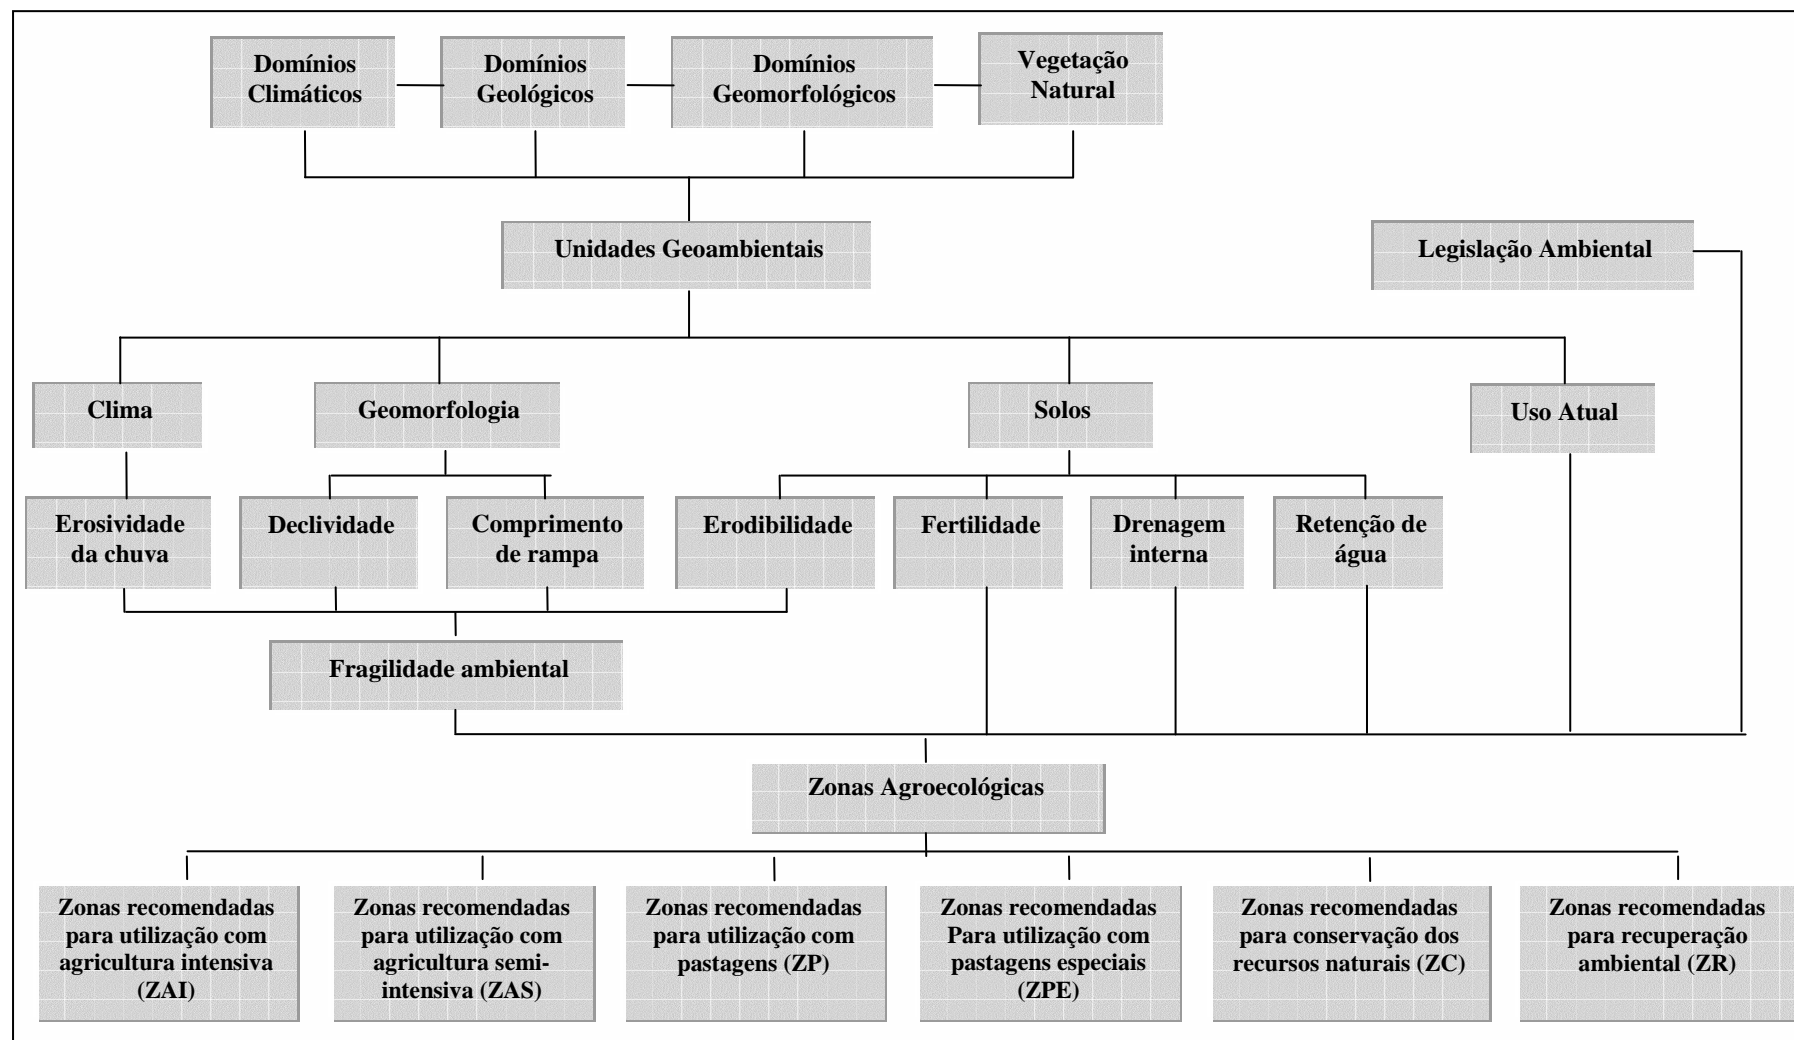 Domínios
Climáticos
Domínios
Geológicos
Domínios
Geomorfológicos
Vegetação
Natural
Unidades Geoambientais
Legislação Ambiental
Clima
Geomorfologia
Solos
Uso Atual
Erosividade
da chuva
Declividade
Comprimento
de rampa
Erodibilidade
Fertilidade
Drenagem
interna
Retenção de
água
Fragilidade ambiental
Zonas Agroecológicas
Zonas recomendadas
para utilização com
agricultura intensiva
(ZAI)
Zonas recomendadas
para utilização com
agricultura semi-
intensiva (ZAS)
Zonas recomendadas
para utilização com
pastagens (ZP)
Zonas recomendadas
Para utilização com
pastagens especiais
(ZPE)
Zonas recomendadas
para conservação dos
recursos naturais (ZC)
Zonas recomendadas
para recuperação
ambiental (ZR)